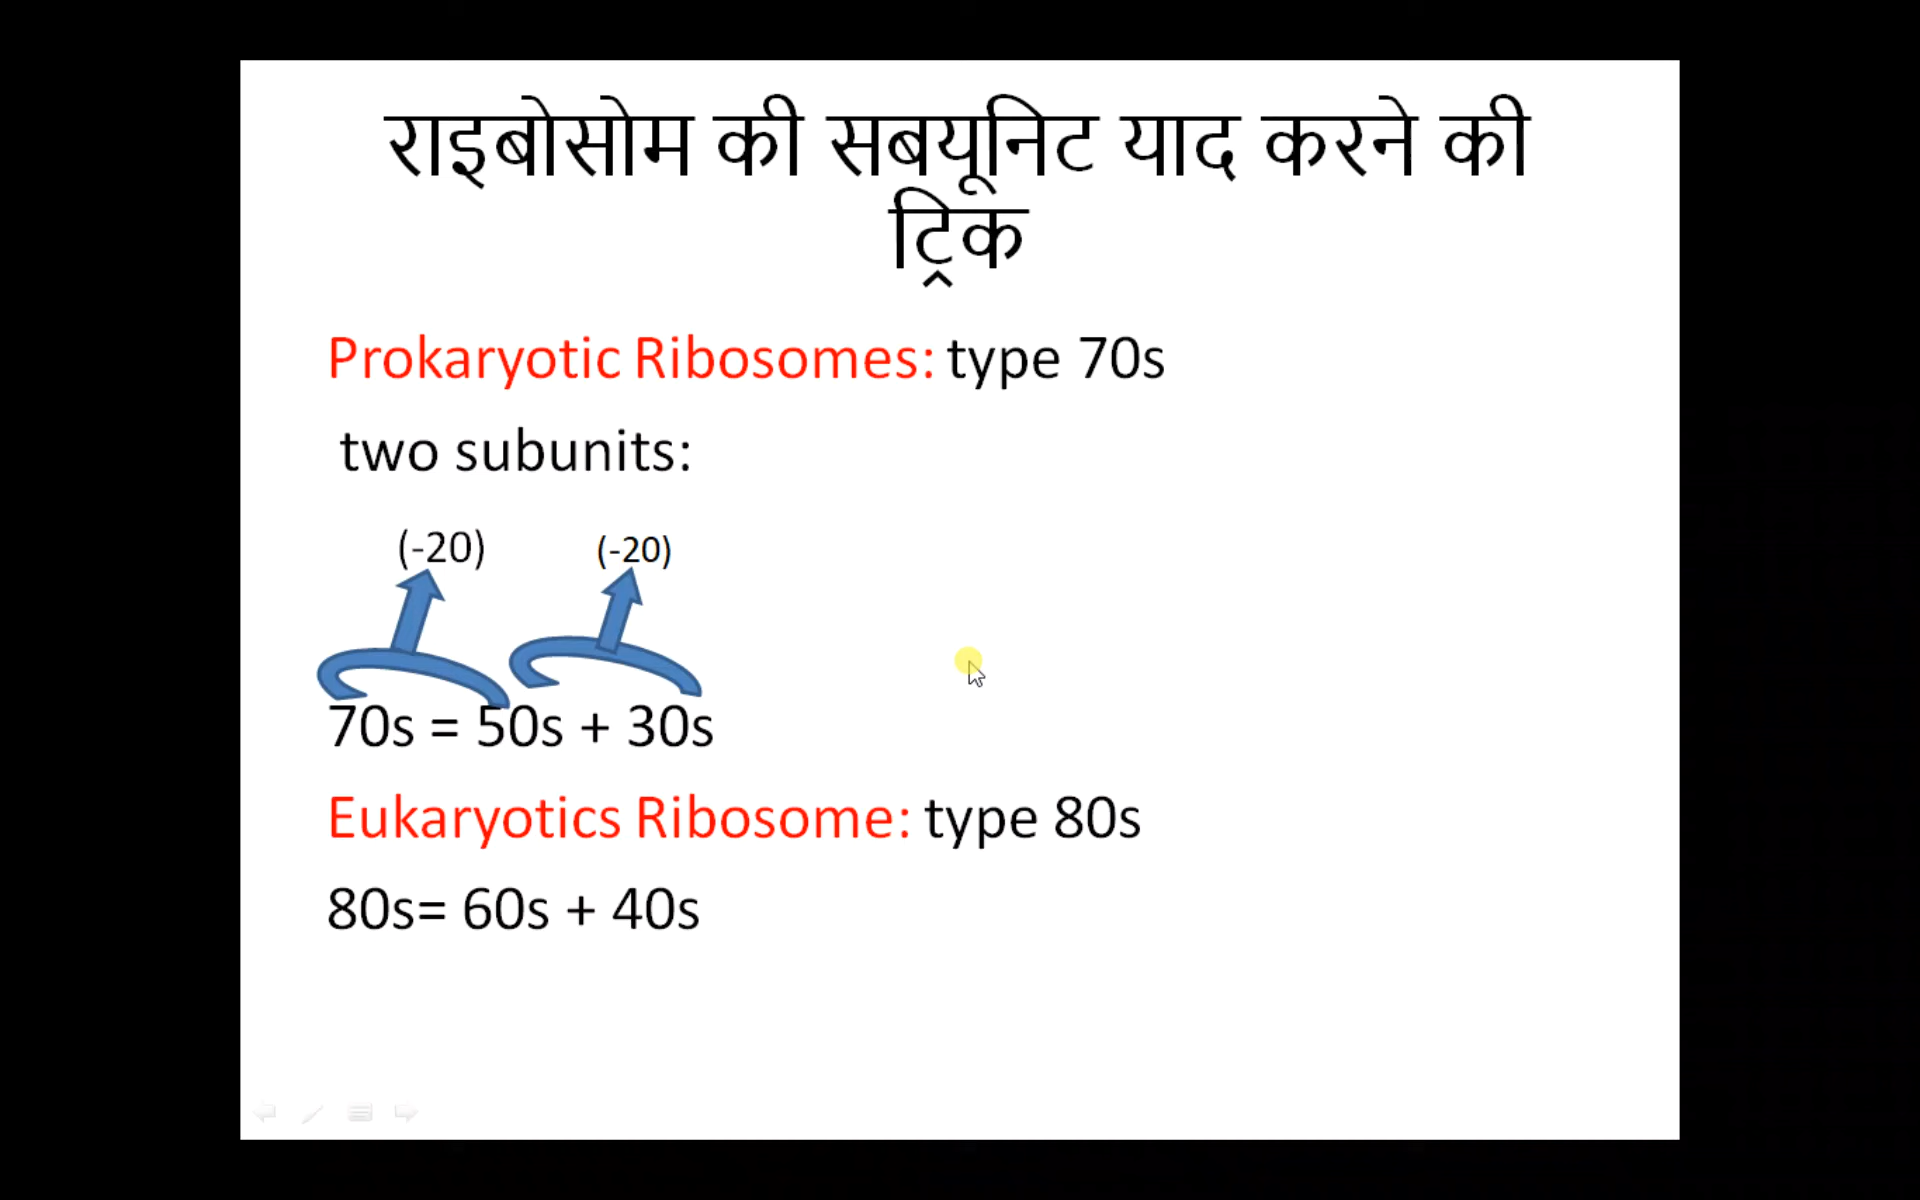 राइबोसोम की सबयूनिट याद करने की
ट्रिक
Prokaryotic Ribosomes: type 70s
two subunits:
(-20) (-20)
70s = 50s + 30s
Eukaryotics Ribosome: type 80s
80s= 60s + 40s